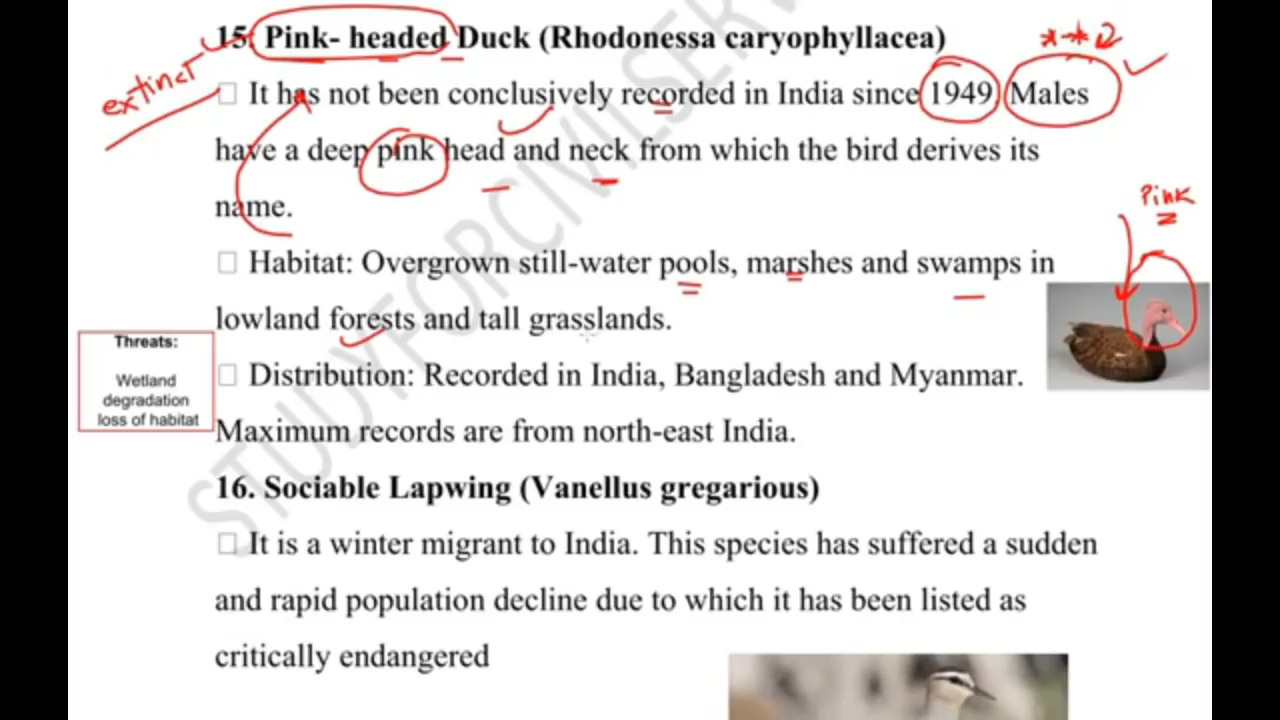 15. Pink- headed Duck (Rhodonessa caryophyllacea)
extinct
☐ It has not been conclusively recorded in India since 1949 Males
have a deep pink head and neck from which the bird derives its
name.
Pink
☐ Habitat: Overgrown still-water pools, marshes and swamps in
lowland forests and tall grasslands.
Threats:
Wetland
degradation
loss of habitat
☐ Distribution: Recorded in India, Bangladesh and Myanmar.
Maximum records are from north-east India.
16. Sociable Lapwing (Vanellus gregarious)
☐ It is a winter migrant to India. This species has suffered a sudden
and rapid population decline due to which it has been listed as
critically endangered
STUDYFORCIVILSERV